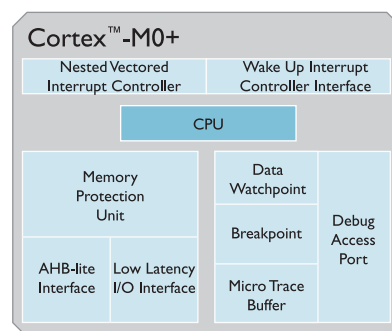 Cortex™-M0+
Nested Vectored
Interrupt Controller
Wake Up Interrupt
Controller Interface
CPU
Memory
Protection
Unit
AHB-lite
Interface
Low Latency
I/O Interface
Data
Watchpoint
Breakpoint
Micro Trace
Buffer
Debug
Access
Port